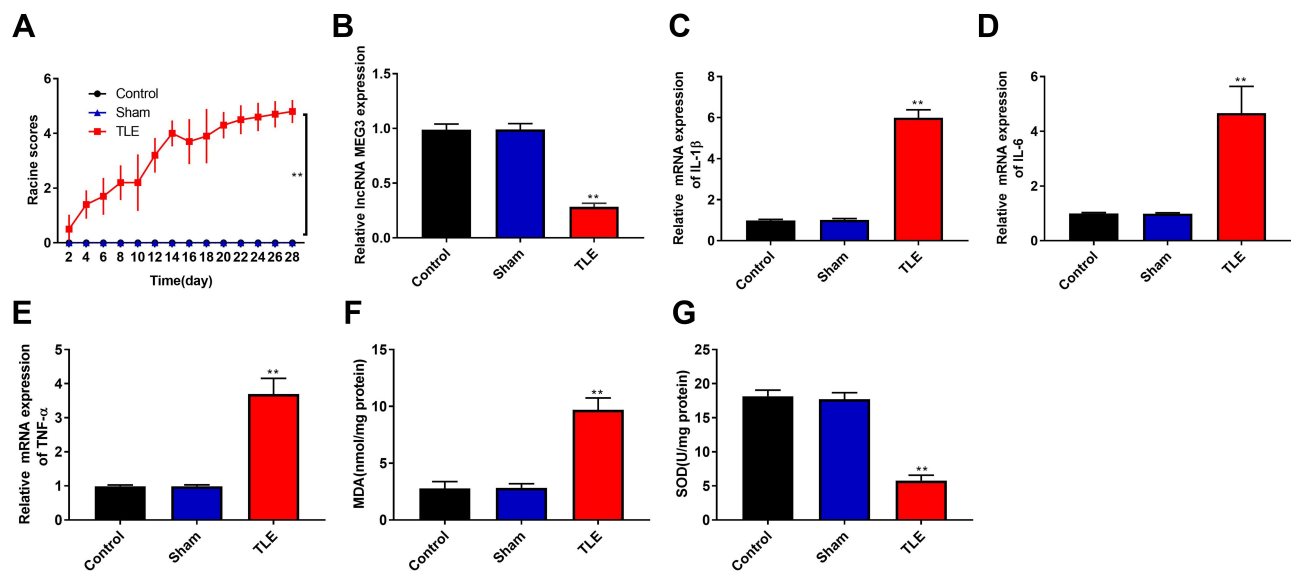 A
Racine scores
6
4
2
0
Control
Sham
TLE
**
2 4 6 8 10 12 14 16 18 20 22 24 26 28
Time(day)
B
Relative lncRNA MEG3 expression
1.5
1.0
0.5
0.0
**
Control
Sham
TLE
C
Relative mRNA expression
of IL-1β
8
6
4
2
0
**
Control
Sham
TLE
D
Relative mRNA expression
of IL-6
6
4
2
0
**
Control
Sham
TLE
E
Relative mRNA expression
of TNF-α
5
4
3
2
1
0
**
Control
Sham
TLE
F
MDA(nmol/mg protein)
15
10
5
0
**
Control
Sham
TLE
G
SOD(U/mg protein)
25
20
15
10
5
0
**
Control
Sham
TLE